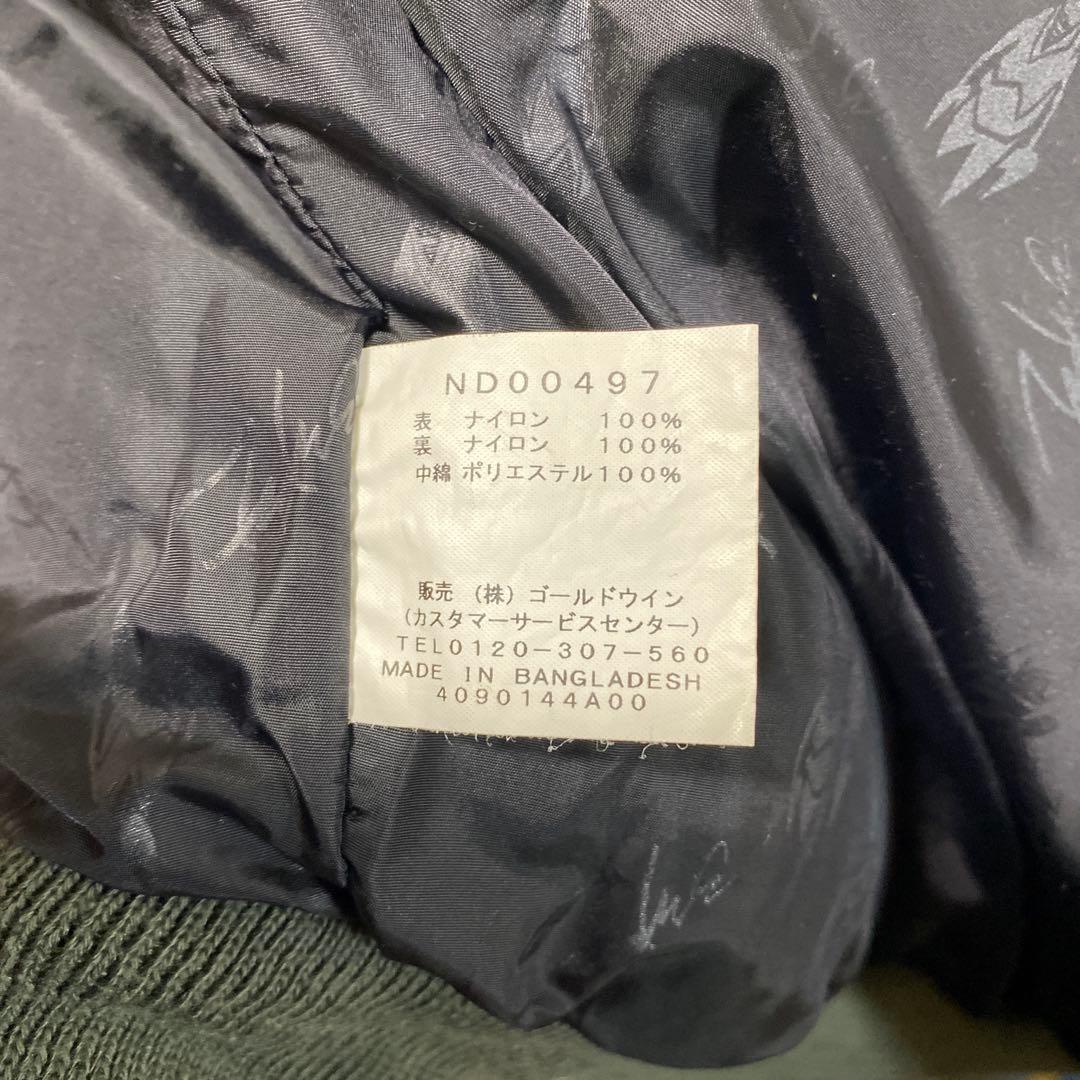 ND00497
表 ナイロン 100%
裏 ナイロン 100%
中綿 ポリエステル100%
販売 (株) ゴールドウイン
(カスタマーサービスセンター)
TEL0120-307-560
MADE IN BANGLADESH
4090144A00